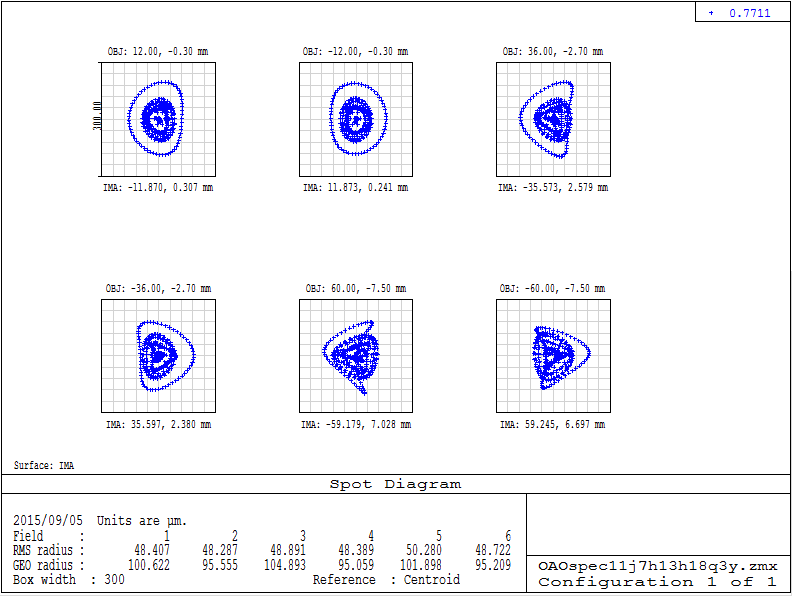 + 0.7711
OBJ: 12.00, -0.30 mm
OBJ: -12.00, -0.30 mm
OBJ: 36.00, -2.70 mm
300.00
IMA: -11.870, 0.307 mm
IMA: 11.873, 0.241 mm
IMA: -35.573, 2.579 mm
OBJ: -36.00, -2.70 mm
OBJ: 60.00, -7.50 mm
OBJ: -60.00, -7.50 mm
IMA: 35.597, 2.380 mm
IMA: -59.179, 7.028 mm
IMA: 59.245, 6.697 mm
Surface: IMA
Spot Diagram
2015/09/05 Units are µm.
Field : 1 2 3 4 5 6
RMS radius : 48.407 48.287 48.891 48.389 50.280 48.722
GEO radius : 100.622 95.555 104.893 95.059 101.898 95.209
Box width : 300 Reference : Centroid
OAOspec11j7h13h18q3y.zmx
Configuration 1 of 1